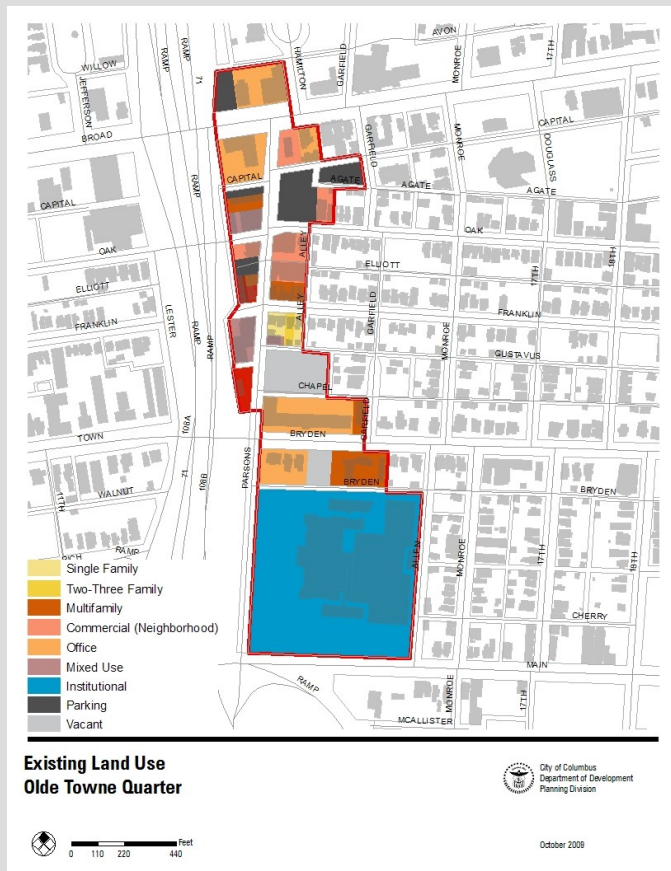 AVON
17TH
WILLOW
RAMP
RAMP
71
HAMILTON
GARFIELD
MONROE
JEFFERSON
BROAD
CAPITAL
GARFIELD
MONROE
DOUGLASS
RAMP
CAPITAL
AGATE
AGATE
AGATE
CAPITAL
OAK
OAK
ALLEY
ELLIOTT
17TH
18TH
ELLIOTT
FRANKLIN
LESTER
RAMP
RAMP
ALLEY
GARFIELD
MONROE
FRANKLIN
GUSTAVUS
CHAPEL
TOWN
108A
GARFIELD
BRYDEN
PARSONS
71
108B
BRYDEN
BRYDEN
11TH
WALNUT
RICH
RAMP
ALLEN
MONROE
17TH
18TH
CHERRY
MAIN
RAMP
MONROE
17TH
MCALLISTER
Single Family
Two-Three Family
Multifamily
Commercial (Neighborhood)
Office
Mixed Use
Institutional
Parking
Vacant
Existing Land Use
Olde Towne Quarter
City of Columbus
Department of Development
Planning Division
Feet
0 110 220 440
October 2009